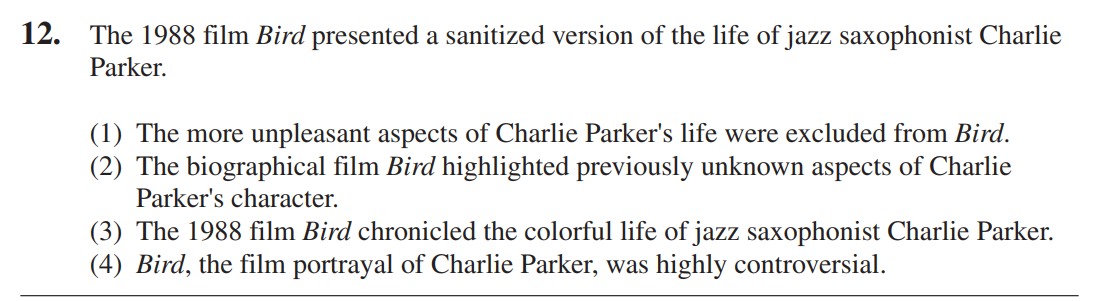 12. The 1988 film Bird presented a sanitized version of the life of jazz saxophonist Charlie
Parker.
(1) The more unpleasant aspects of Charlie Parker's life were excluded from Bird.
(2) The biographical film Bird highlighted previously unknown aspects of Charlie
Parker's character.
(3) The 1988 film Bird chronicled the colorful life of jazz saxophonist Charlie Parker.
(4) Bird, the film portrayal of Charlie Parker, was highly controversial.